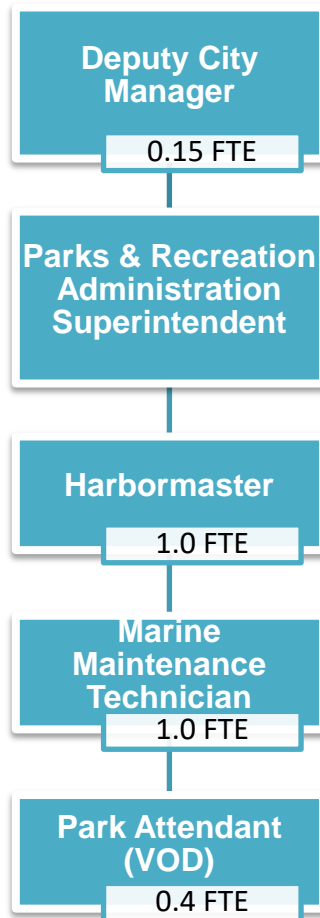 Deputy City
Manager
0.15 FTE
Parks & Recreation
Administration
Superintendent
Harbormaster
1.0 FTE
Marine
Maintenance
Technician
1.0 FTE
Park Attendant
(VOD)
0.4 FTE